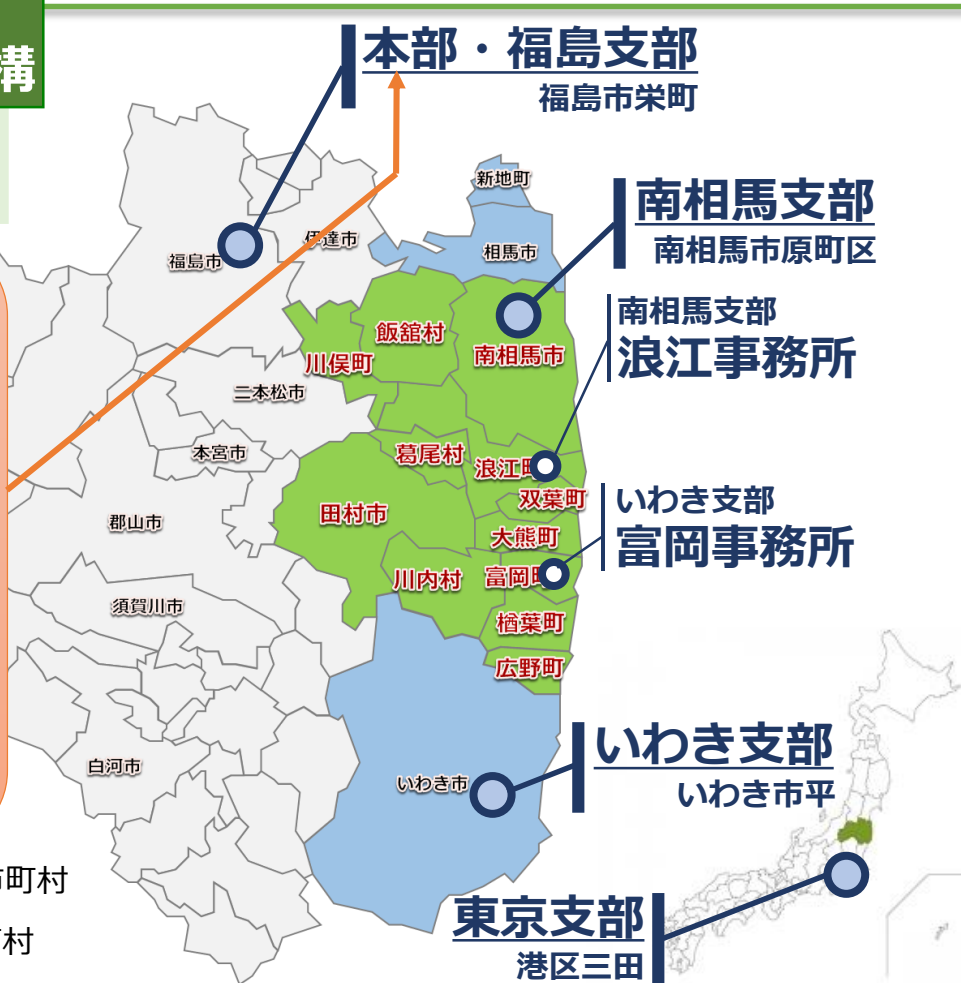 構
本部・福島支部
福島市栄町
新地町
南相馬支部
南相馬市原町区
伊達市
福島市
相馬市
南相馬支部
浪江事務所
飯舘村
川俣町
南相馬市
二本松市
本宮市
葛尾村
浪江町
双葉町
いわき支部
富岡事務所
田村市
郡山市
大熊町
川内村
富岡町
須賀川市
楢葉町
広野町
いわき支部
いわき市平
白河市
いわき市
市町村
村
東京支部
港区三田